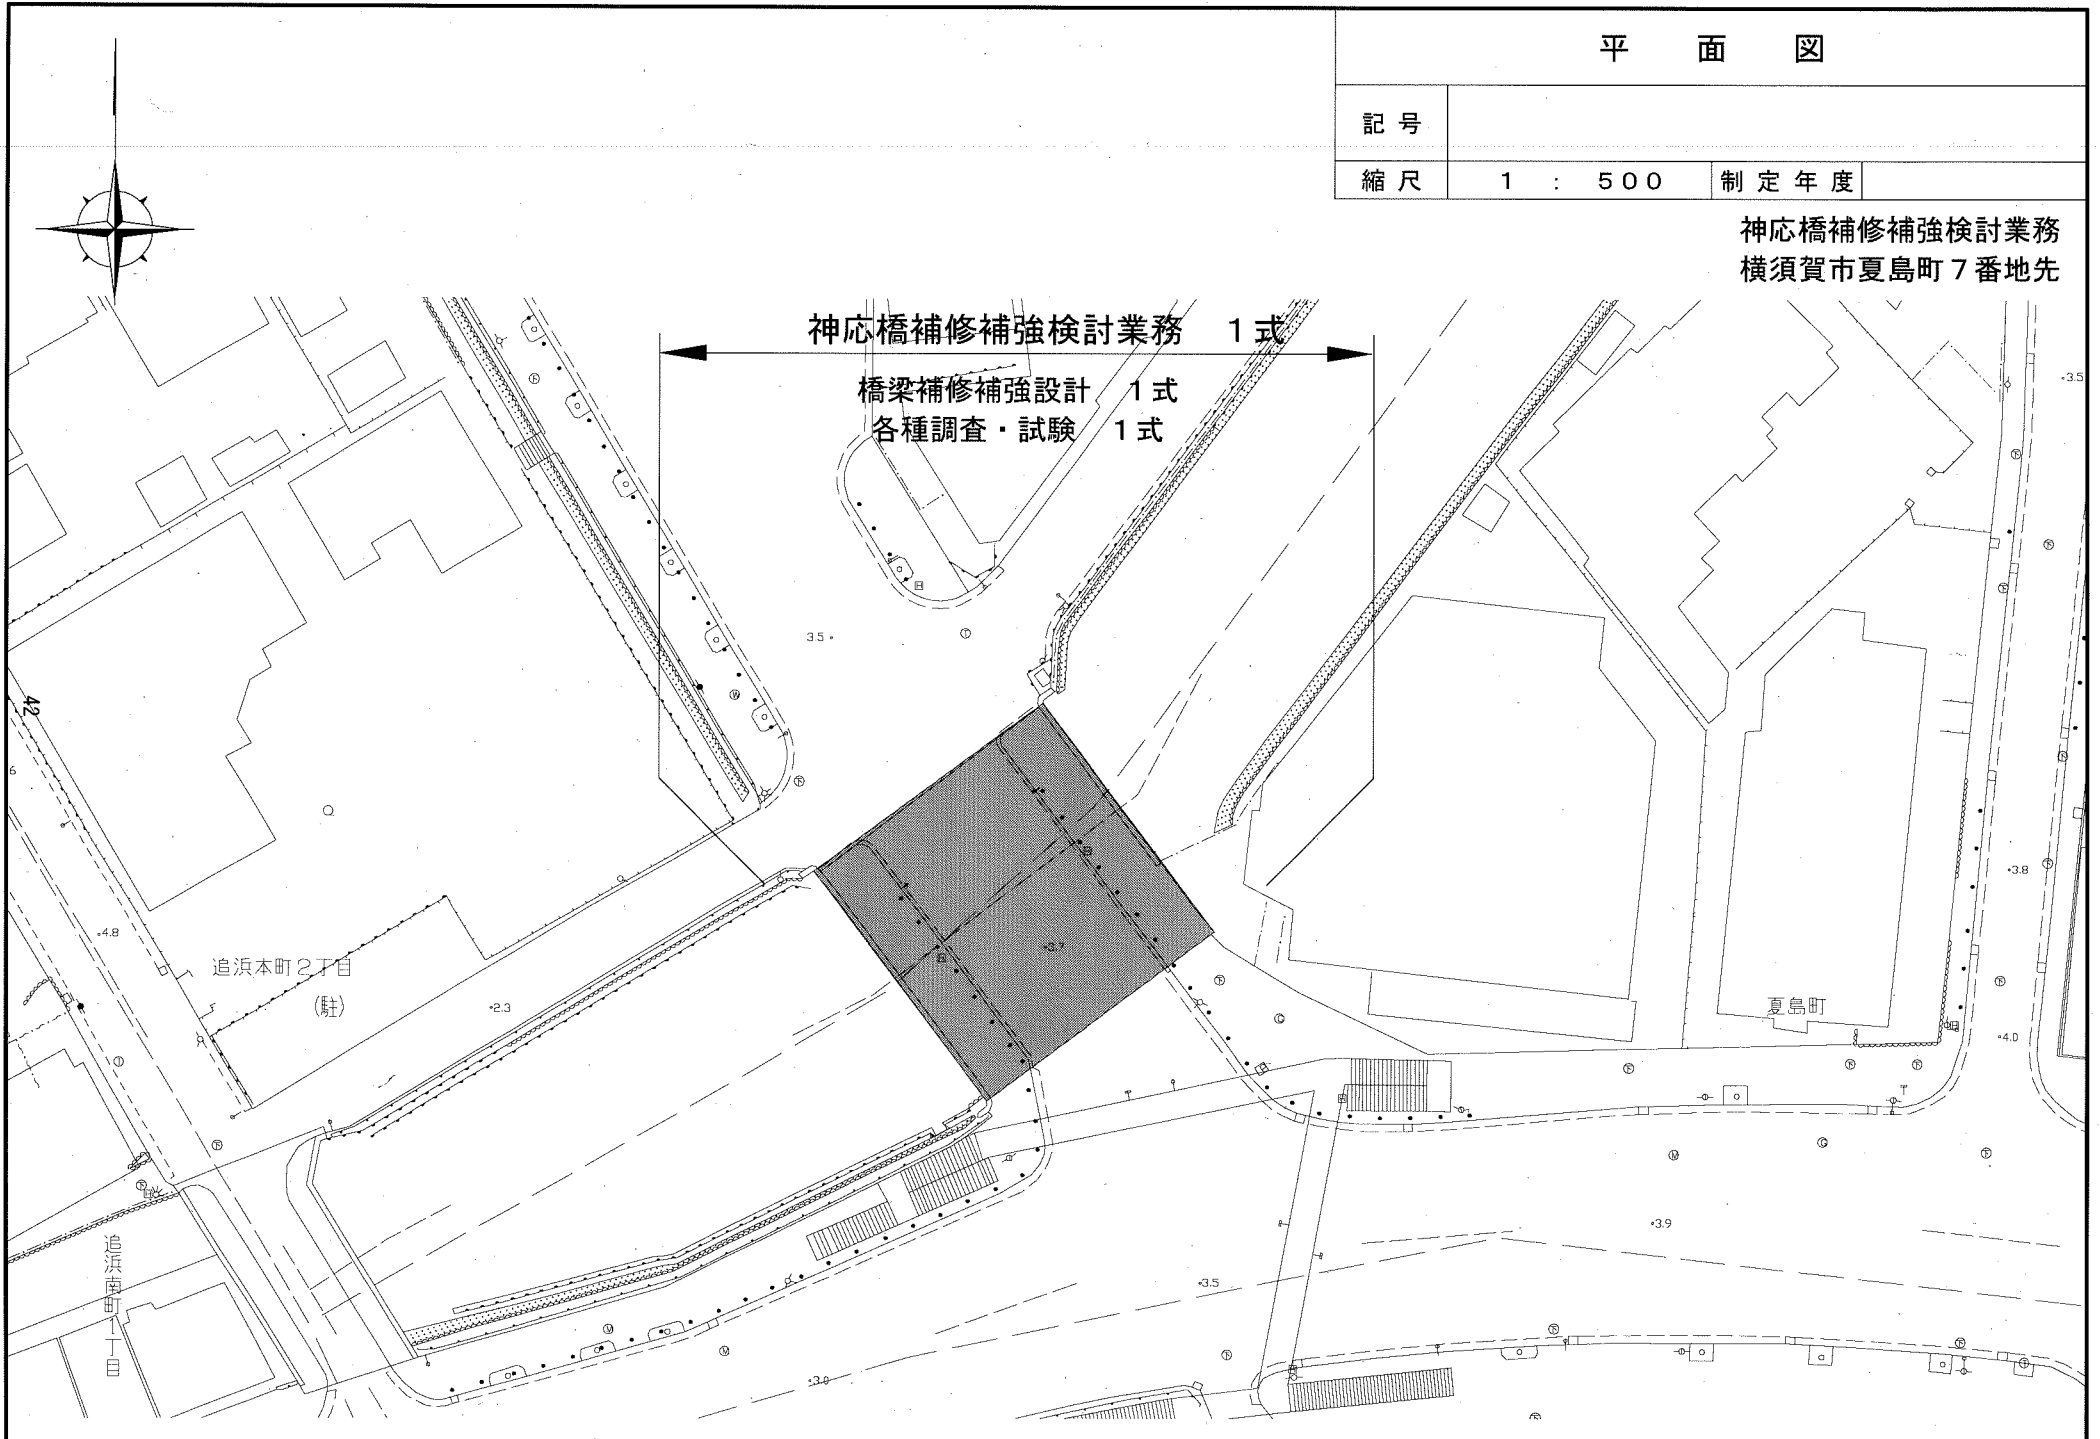 平面図
記号
縮尺 1 : 500 制定年度
神応橋補修補強検討業務
横須賀市夏島町7番地先
神応橋補修補強検討業務 1式
橋梁補修補強設計 1式
各種調査・試験 1式
3.5
3.5
42
6
4.8
追浜本町2丁目
(駐)
2.3
3.7
3.8
夏島町
4.0
3.9
追浜南町1丁目
3.5
3.0